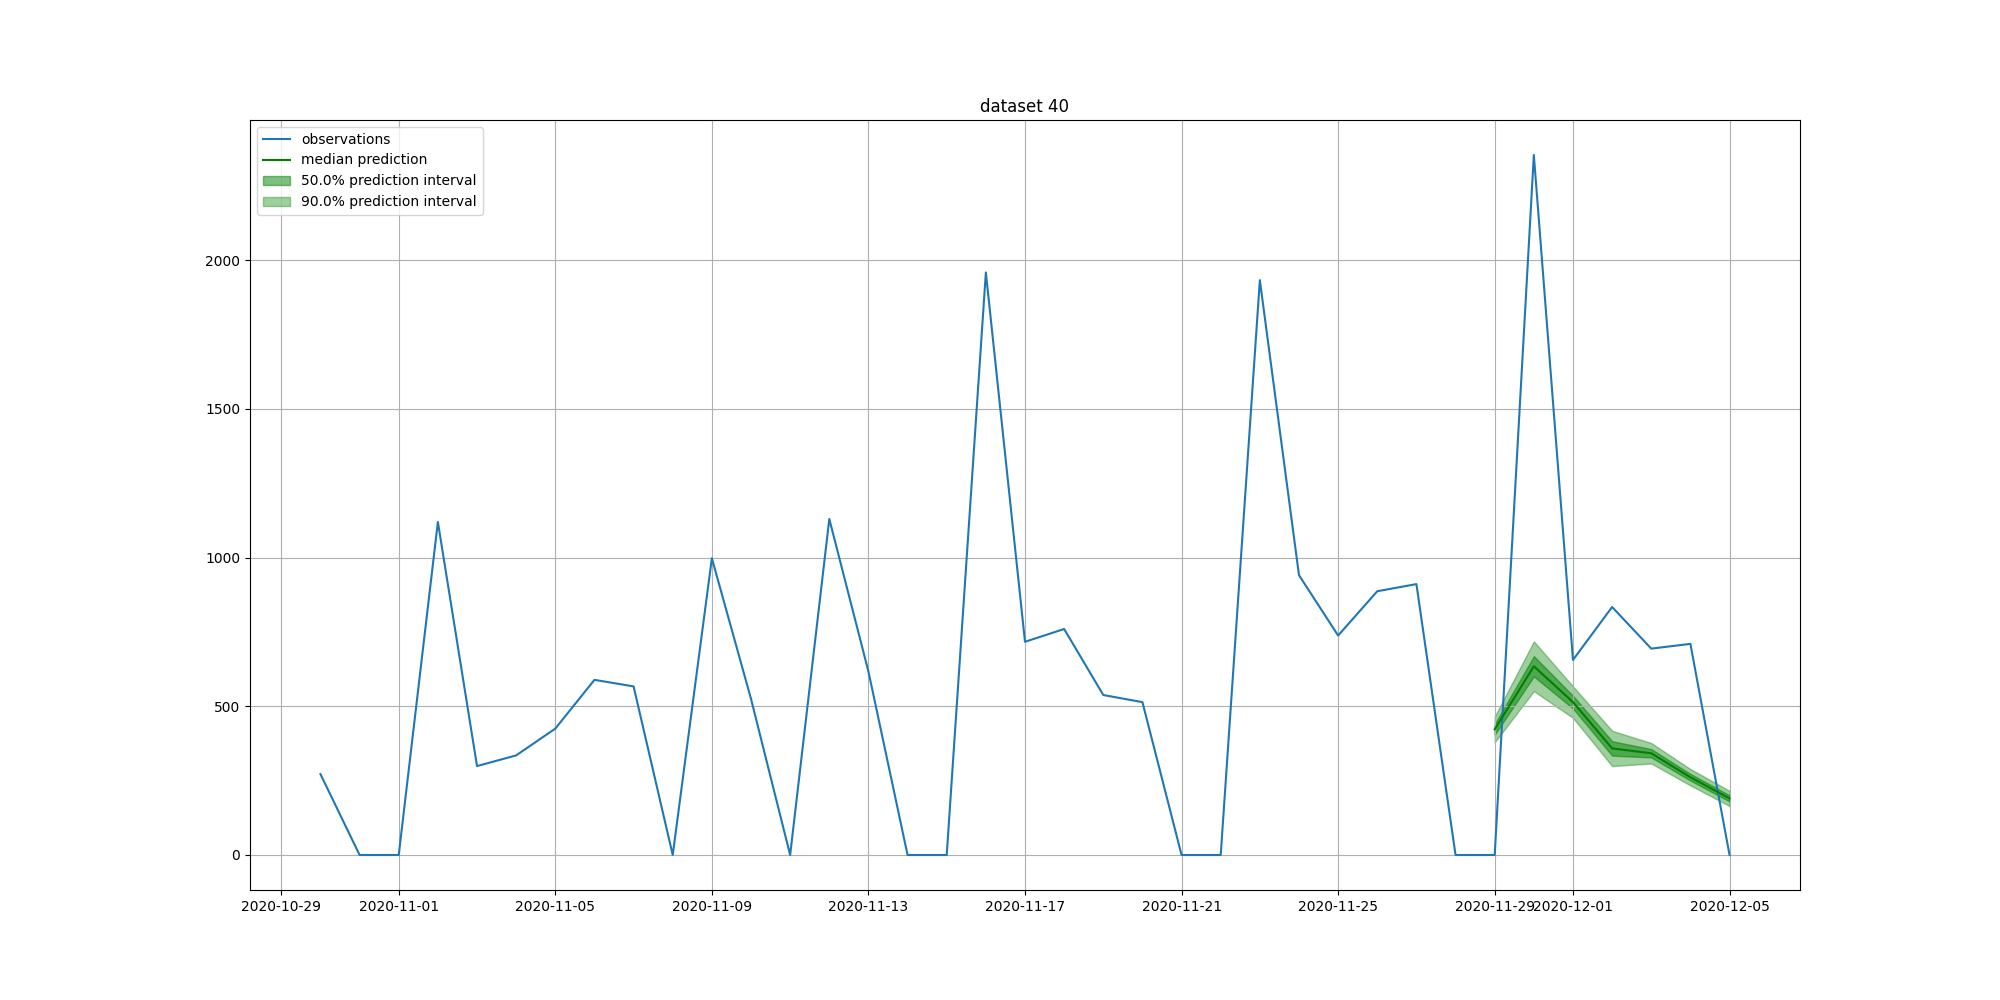 dataset 40
observations
median prediction
50.0% prediction interval
90.0% prediction interval
2000
1500
1000
500
0
2020-10-29 2020-11-01 2020-11-05 2020-11-09 2020-11-13 2020-11-17 2020-11-21 2020-11-25 2020-11-29 2020-12-01 2020-12-05